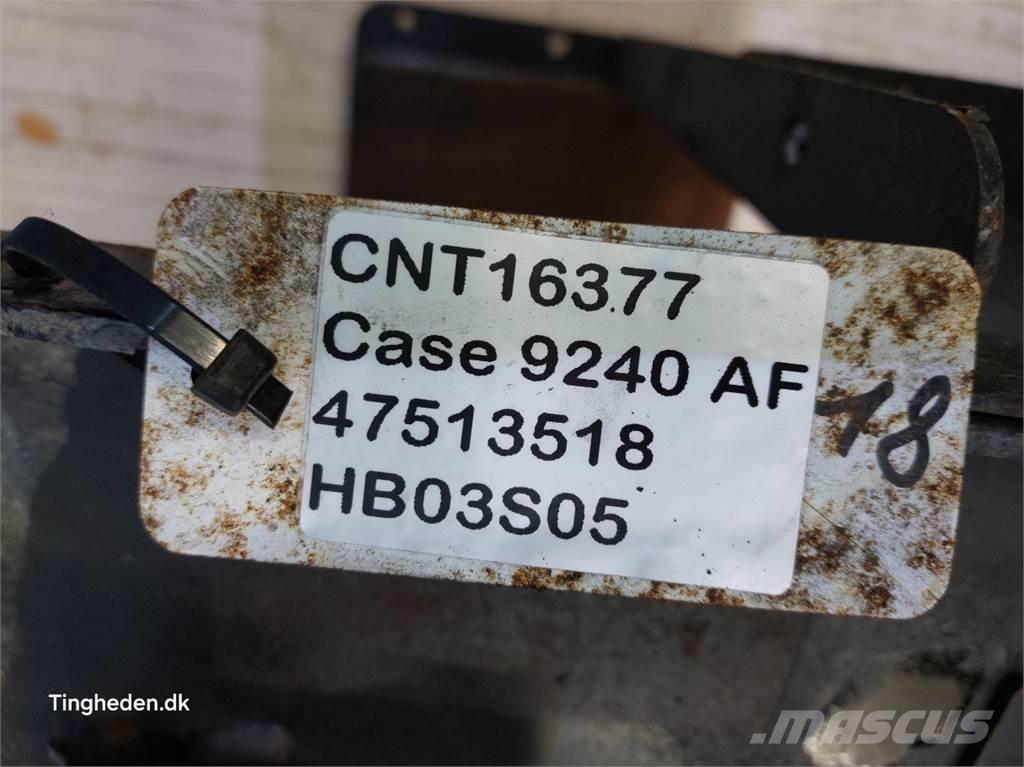 CNT16377
Case 9240 AF
47513518
HB03S05
18
Tingheden.dk
MASCUS